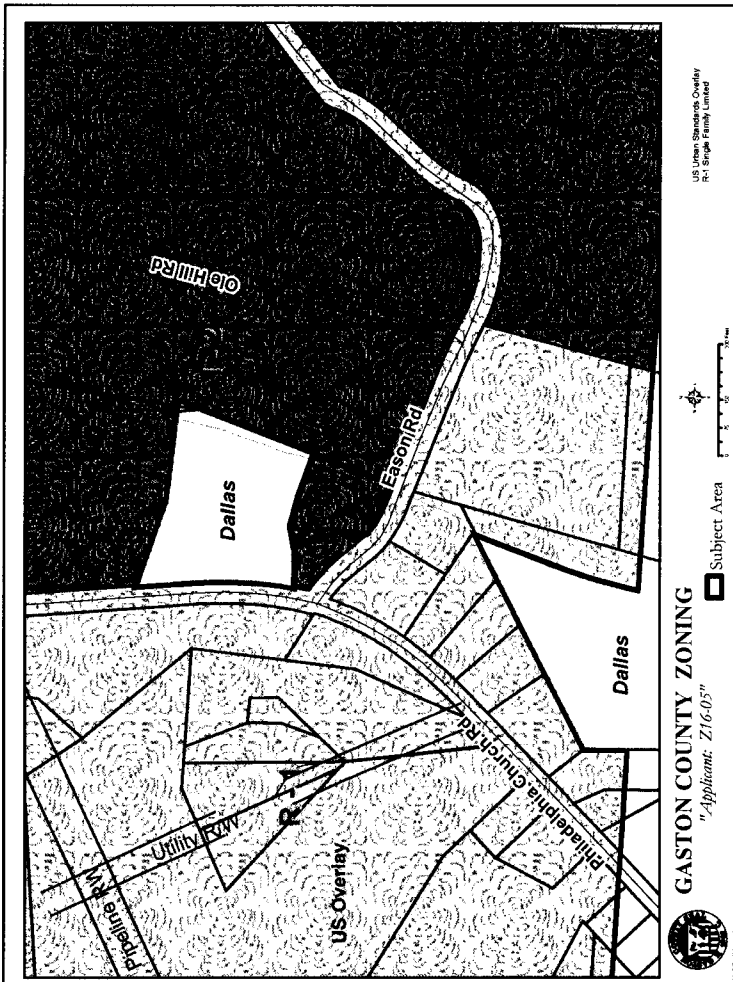 Ole Hill Rd
Dallas
Eason Rd
Pipeline R/W
Utility R/W
R - 1
US Overlay
Philadelphia Church Rd
Dallas
GASTON COUNTY ZONING
"Applicant: Z16-05"
Subject Area
US Urban Standards Overlay
R-1 Single Family Limited